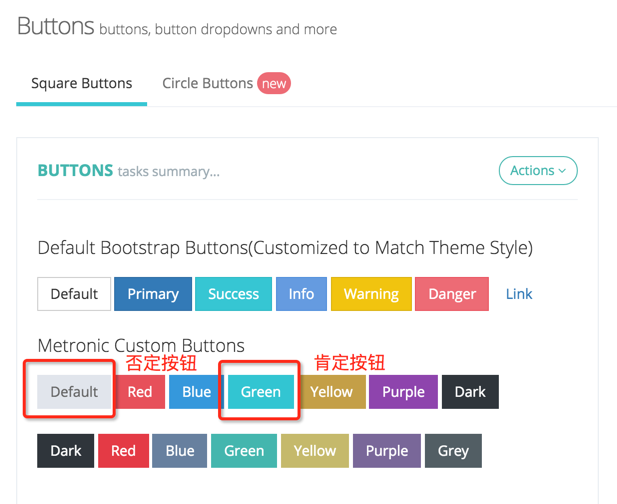 Buttons buttons, button dropdowns and more
Square Buttons Circle Buttons new
BUTTONS tasks summary... Actions
Default Bootstrap Buttons(Customized to Match Theme Style)
Default Primary Success Info Warning Danger Link
Metronic Custom Buttons
否定按钮 肯定按钮
Default Red Blue Green Yellow Purple Dark
Dark Red Blue Green Yellow Purple Grey